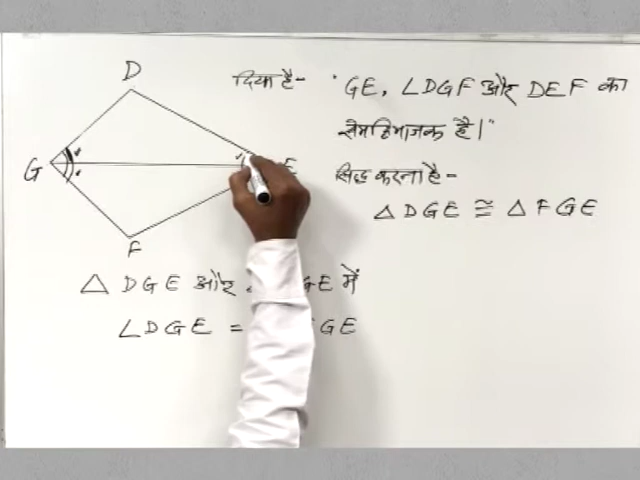 D
दिया है- "GE, ∠DGF और DEF का
समद्विभाजक है।"
G
E
सिद्ध करना है-
△DGE ≅ △FGE
F
△ DGE और GE में
∠DGE = GE